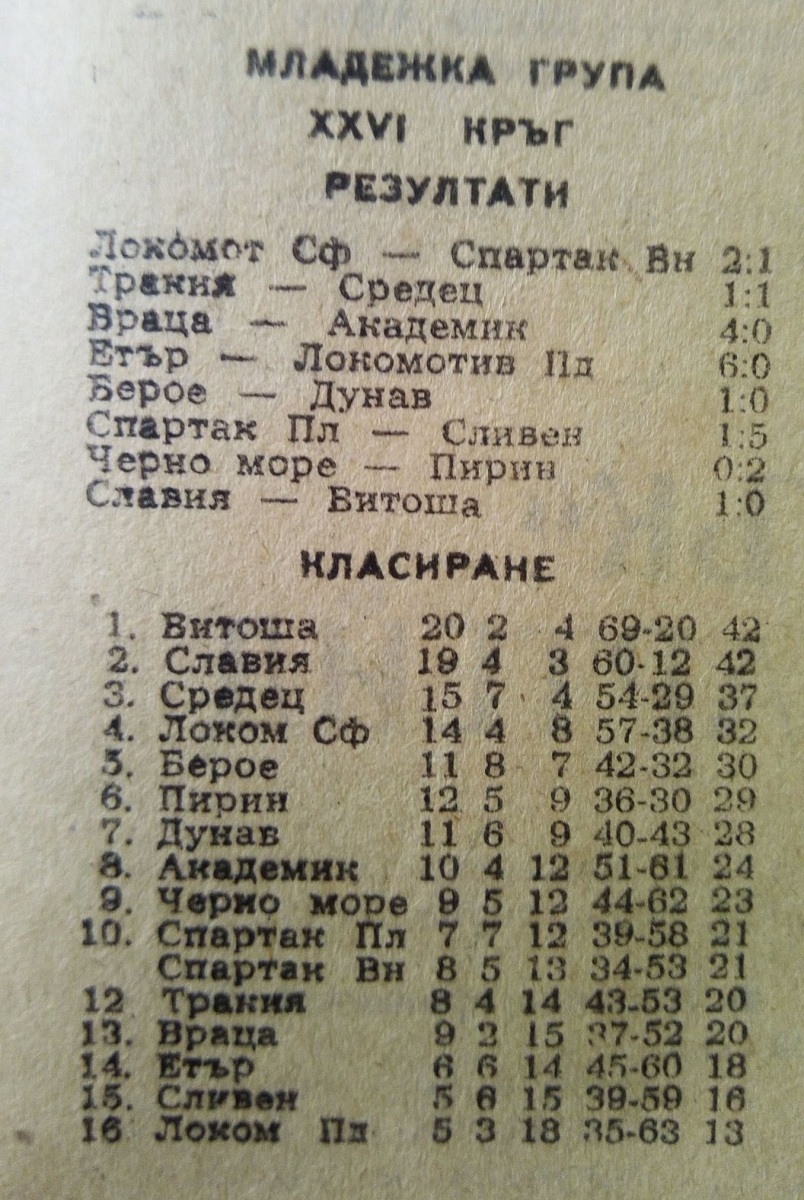 МЛАДЕЖКА ГРУПА
XXVI КРЪГ
РЕЗУЛТАТИ
Локомот Сф — Спартак Вн 2:1
Тракия — Средец 1:1
Враца — Академик 4:0
Етър — Локомотив Пд 6:0
Берое — Дунав 1:0
Спартак Пл — Сливен 1:5
Черно море — Пирин 0:2
Славия — Витоша 1:0
КЛАСИРАНЕ
1. Витоша 20 2 4 69-20 42
2. Славия 19 4 3 60-12 42
3. Средец 15 7 4 54-29 37
4. Локом Сф 14 4 8 57-38 32
5. Берое 11 8 7 42-32 30
6. Пирин 12 5 9 36-30 29
7. Дунав 11 6 9 40-43 28
8. Академик 10 4 12 51-61 24
9. Черно море 9 5 12 44-62 23
10. Спартак Пл 7 7 12 39-58 21
Спартак Вн 8 5 13 34-53 21
12 Тракия 8 4 14 43-53 20
13. Враца 9 2 15 37-52 20
14. Етър 6 6 14 45-60 18
15. Сливен 5 6 15 39-59 16
16 Локом Пд 5 3 18 35-63 13